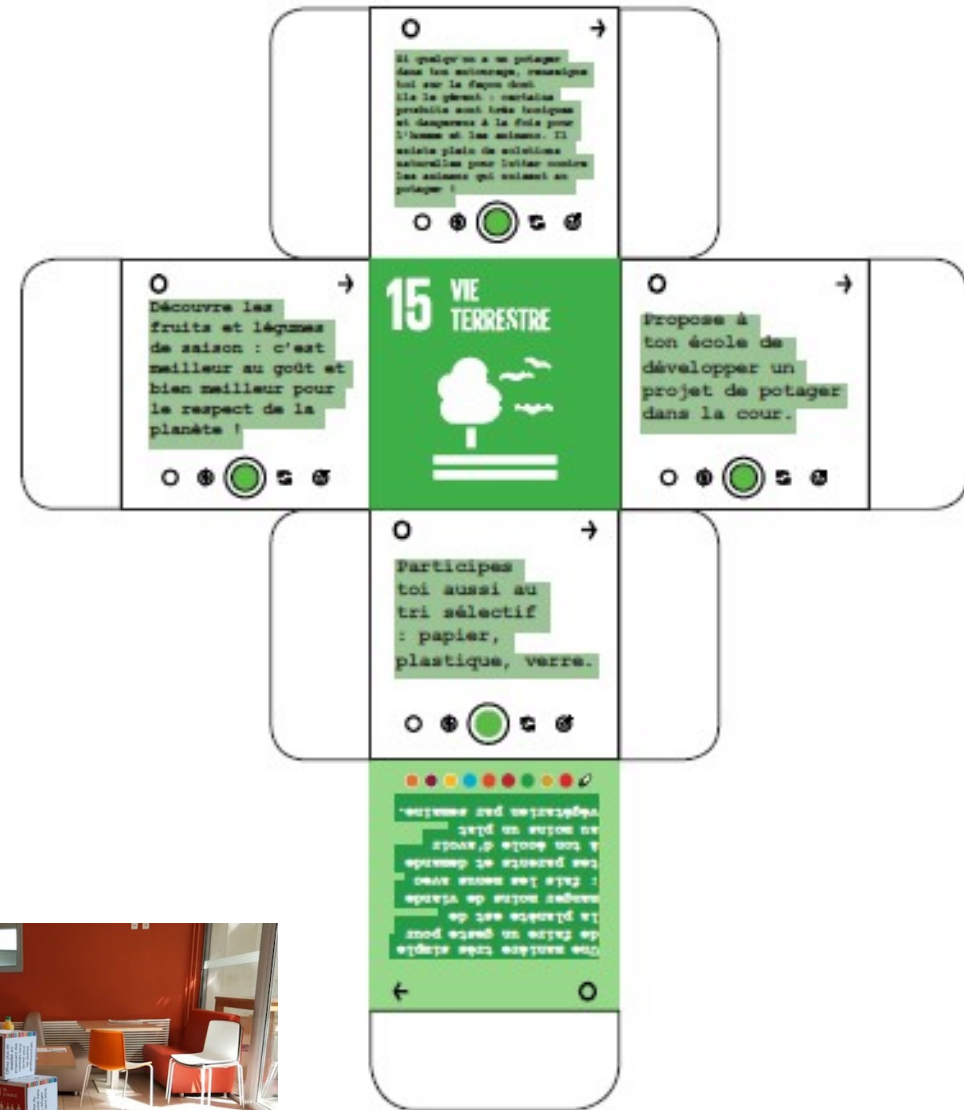 Si quelqu'un a un potager
dans ton entourage, renseigne
toi sur la façon dont
ils le gèrent : certains
produits sont très toxiques
et dangereux à la fois pour
l'homme et les animaux. Il
existe plein de solutions
naturelles pour lutter contre
les animaux qui nuisent au
potager !
Découvre les
fruits et légumes
de saison : c'est
meilleur au goût et
bien meilleur pour
le respect de la
planète !
15 VIE
TERRESTRE
Propose à
ton école de
développer un
projet de potager
dans la cour.
Participes
toi aussi au
tri sélectif
: papier,
plastique, verre.
Une manière très simple
de faire un geste pour
la planète est de
manger moins de viande
: fais les menus avec
tes parents et demande
à ton école d'avoir
au moins un plat
végétarien par semaine.